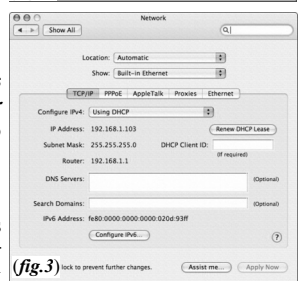 Network
Show All
Location: Automatic
Show: Built-in Ethernet
TCP/IP PPPoE AppleTalk Proxies Ethernet
Configure IPv4: Using DHCP
IP Address: 192.168.1.103 Renew DHCP Lease
Subnet Mask: 255.255.255.0 DHCP Client ID:
(If required)
Router: 192.168.1.1
DNS Servers: (Optional)
Search Domains: (Optional)
IPv6 Address: fe80:0000:0000:0000:020d:93ff
Configure IPv6... ?
(fig.3) lock to prevent further changes. Assist me... Apply Now